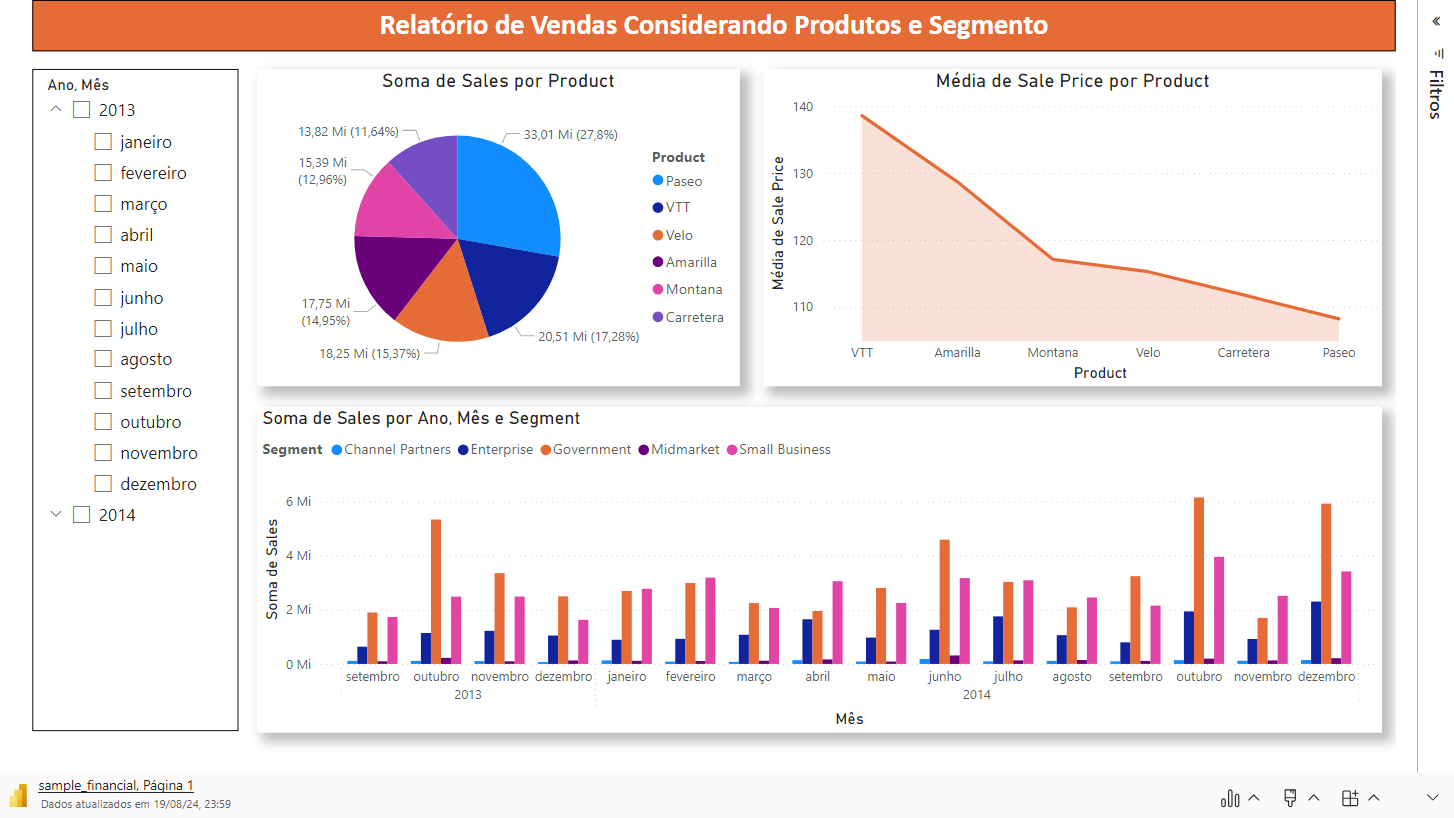 Relatório de Vendas Considerando Produtos e Segmento
Filtros
Ano, Mês
2013
janeiro
fevereiro
março
abril
maio
junho
julho
agosto
setembro
outubro
novembro
dezembro
2014
Soma de Sales por Product
13,82 Mi (11,64%)
33,01 Mi (27,8%)
15,39 Mi
(12,96%)
17,75 Mi
(14,95%)
18,25 Mi (15,37%)
20,51 Mi (17,28%)
Product
Paseo
VTT
Velo
Amarilla
Montana
Carretera
Média de Sale Price por Product
Média de Sale Price
140
130
120
110
VTT Amarilla Montana Velo Carretera Paseo
Product
Soma de Sales por Ano, Mês e Segment
Segment Channel Partners Enterprise Government Midmarket Small Business
Soma de Sales
6 Mi
4 Mi
2 Mi
0 Mi
setembro outubro novembro dezembro janeiro fevereiro março abril maio junho julho agosto setembro outubro novembro dezembro
2013 2014
Mês
sample_financial, Página 1
Dados atualizados em 19/08/24, 23:59